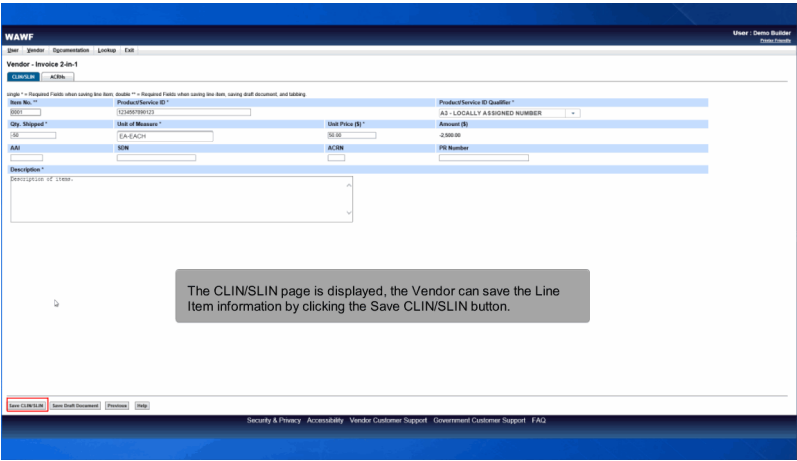 WAWF
User : Demo Builder
Printer Friendly
User Vendor Documentation Lookup Exit
Vendor - Invoice 2-in-1
CLIN/SLIN ACRNs
single * = Required Fields when saving line item; double ** = Required Fields when saving line item, saving draft document, and tabbing.
Item No. ** Product/Service ID * Product/Service ID Qualifier *
0001 1234567890123 A3 - LOCALLY ASSIGNED NUMBER
Qty. Shipped * Unit of Measure * Unit Price ($) * Amount ($)
-50 EA-EACH 50.00 -2,500.00
AAI SDN ACRN PR Number
Description *
Description of items.
The CLIN/SLIN page is displayed, the Vendor can save the Line
Item information by clicking the Save CLIN/SLIN button.
Save CLIN/SLIN Save Draft Document Previous Help
Security & Privacy Accessibility Vendor Customer Support Government Customer Support FAQ